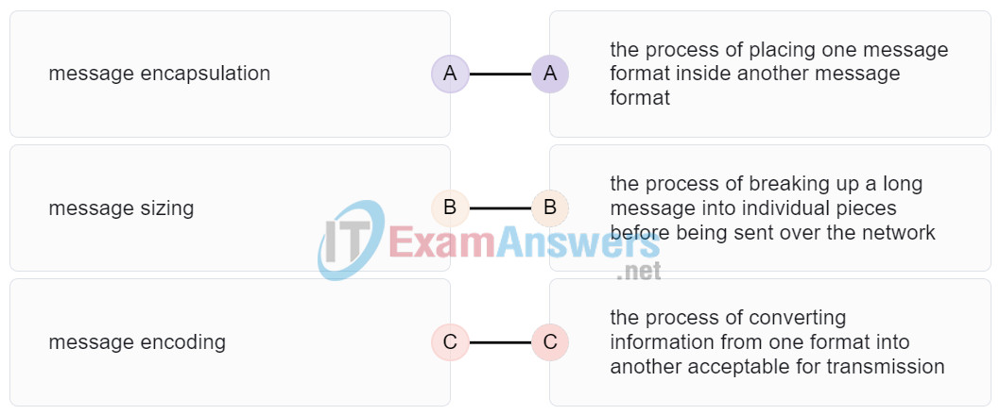 message encapsulation
A
A
the process of placing one message
format inside another message
format
message sizing
B
B
the process of breaking up a long
message into individual pieces
before being sent over the network
ITExamAnswers
.net
message encoding
C
C
the process of converting
information from one format into
another acceptable for transmission